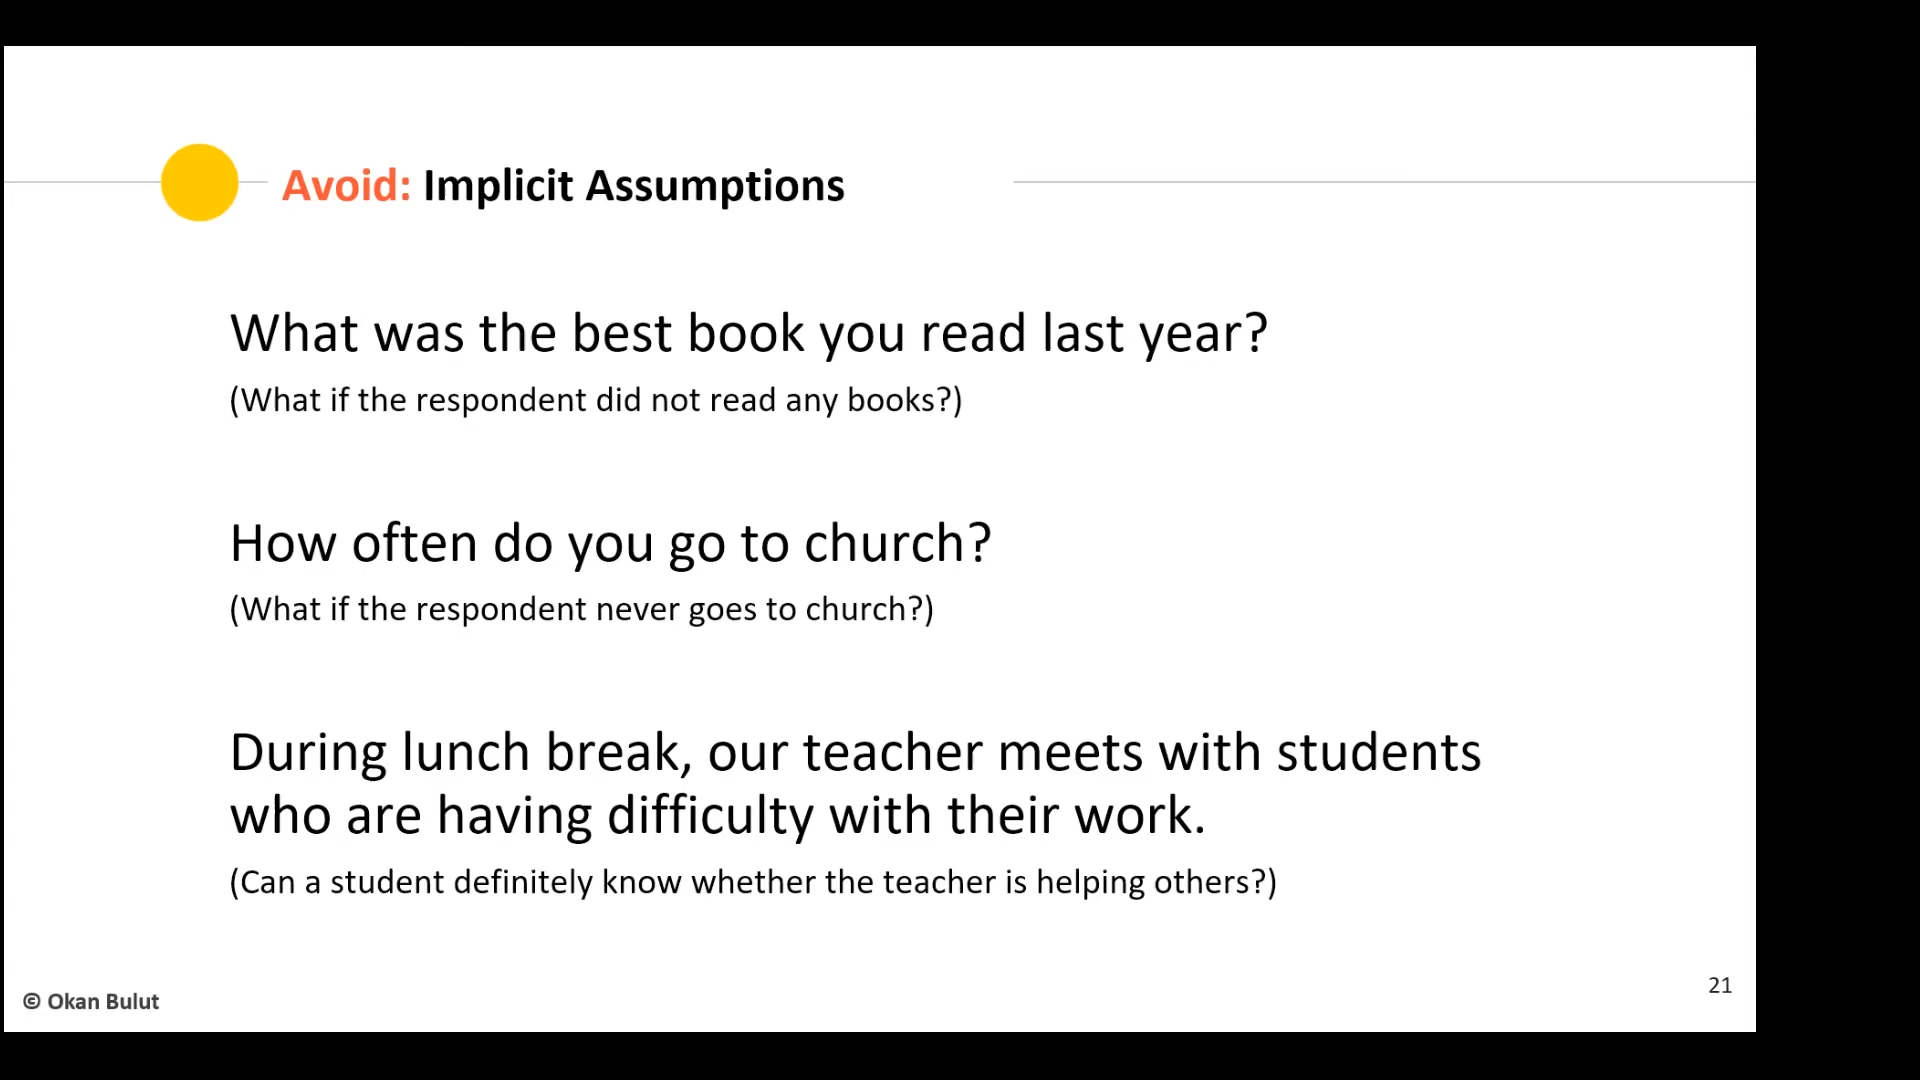 Avoid: Implicit Assumptions
What was the best book you read last year?
(What if the respondent did not read any books?)
How often do you go to church?
(What if the respondent never goes to church?)
During lunch break, our teacher meets with students
who are having difficulty with their work.
(Can a student definitely know whether the teacher is helping others?)
21
© Okan Bulut